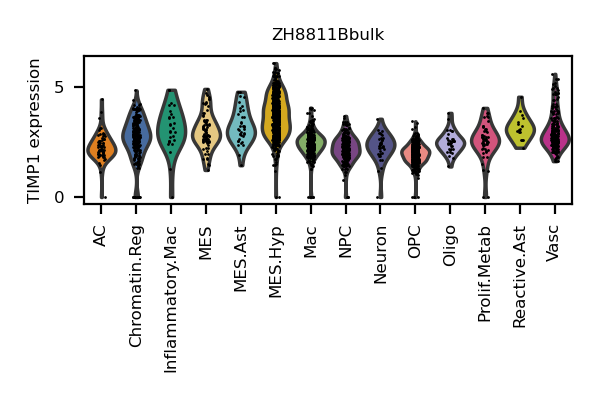 ZH8811Bbulk
TIMP1 expression
5
0
AC
Chromatin.Reg
Inflammatory.Mac
MES
MES.Ast
MES.Hyp
Mac
NPC
Neuron
OPC
Oligo
Prolif.Metab
Reactive.Ast
Vasc